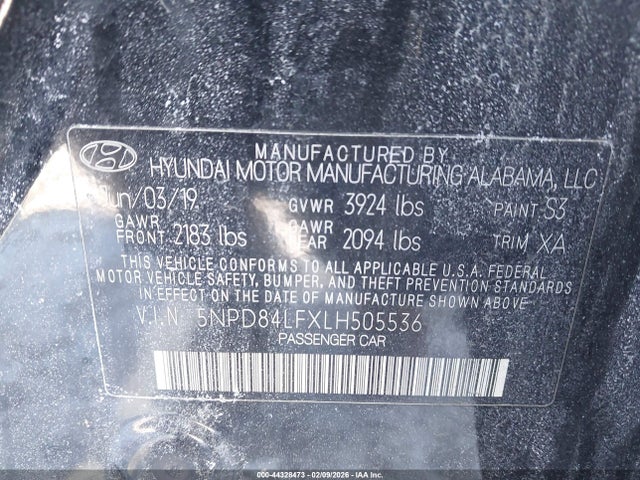 MANUFACTURED BY
HYUNDAI MOTOR MANUFACTURING ALABAMA, LLC
Jun/03/19 GVWR 3924 lbs PAINT S3
GAWR FRONT 2183 lbs GAWR REAR 2094 lbs TRIM XA
THIS VEHICLE CONFORMS TO ALL APPLICABLE U.S.A. FEDERAL
MOTOR VEHICLE SAFETY, BUMPER, AND THEFT PREVENTION STANDARDS
IN EFFECT ON THE DATE OF MANUFACTURE SHOWN ABOVE.
V.I.N. 5NPD84LFXLH505536
PASSENGER CAR
000-44328473 - 02/09/2026 - IAA Inc.